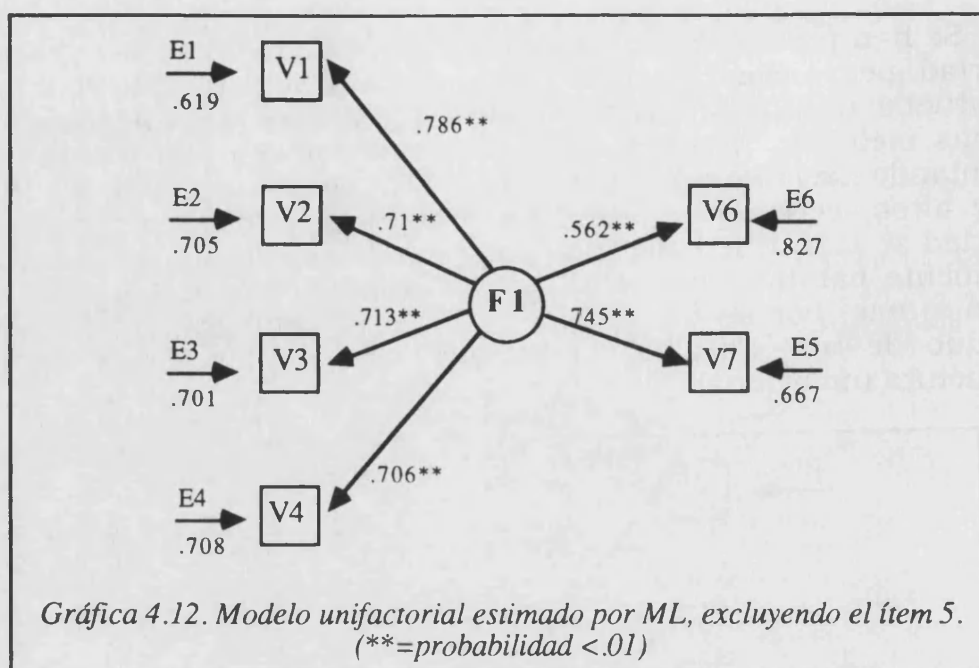 E1
V1
.619
.786**
E2
V2
.705
.71**
E6
V6
.562**
.827
F1
E3
V3
.713**
.701
.745**
E5
V7
.667
.706**
E4
V4
.708
Gráfica 4.12. Modelo unifactorial estimado por ML, excluyendo el ítem 5.
(**=probabilidad <.01)